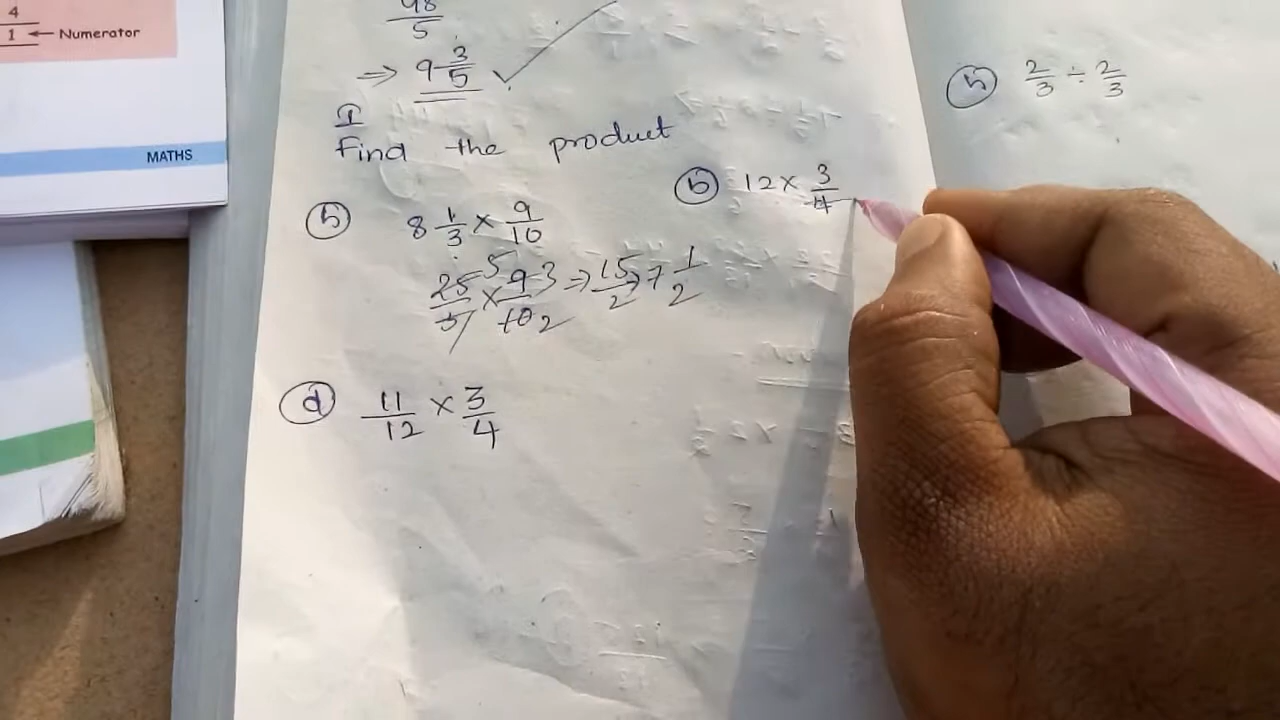 4
1 ← Numerator
MATHS
98/5
⇒ 9 3/5 ✓
I
Find the product
(h) 8 1/3 × 9/10
25/3 5 × 9/10 3 2 ⇒ 15/2 ⇒ 7 1/2
(b) 12 × 3/4
(d) 11/12 × 3/4
(h) 2/3 ÷ 2/3